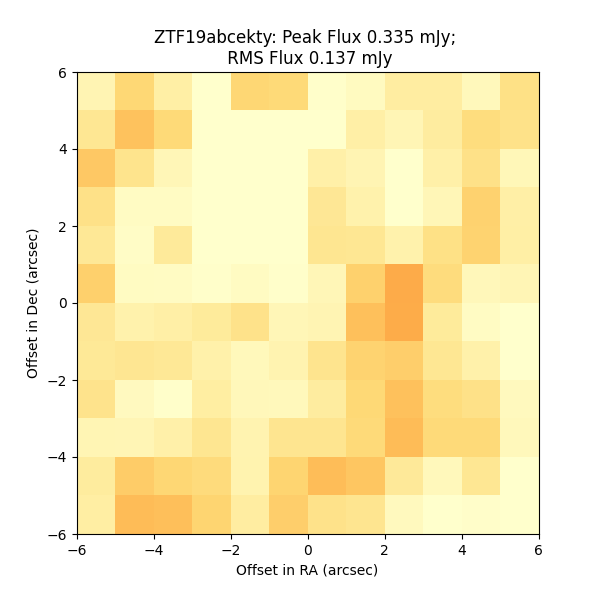 ZTF19abcekty: Peak Flux 0.335 mJy;
RMS Flux 0.137 mJy
6
4
2
0
−2
−4
−6
Offset in Dec (arcsec)
−6 −4 −2 0 2 4 6
Offset in RA (arcsec)